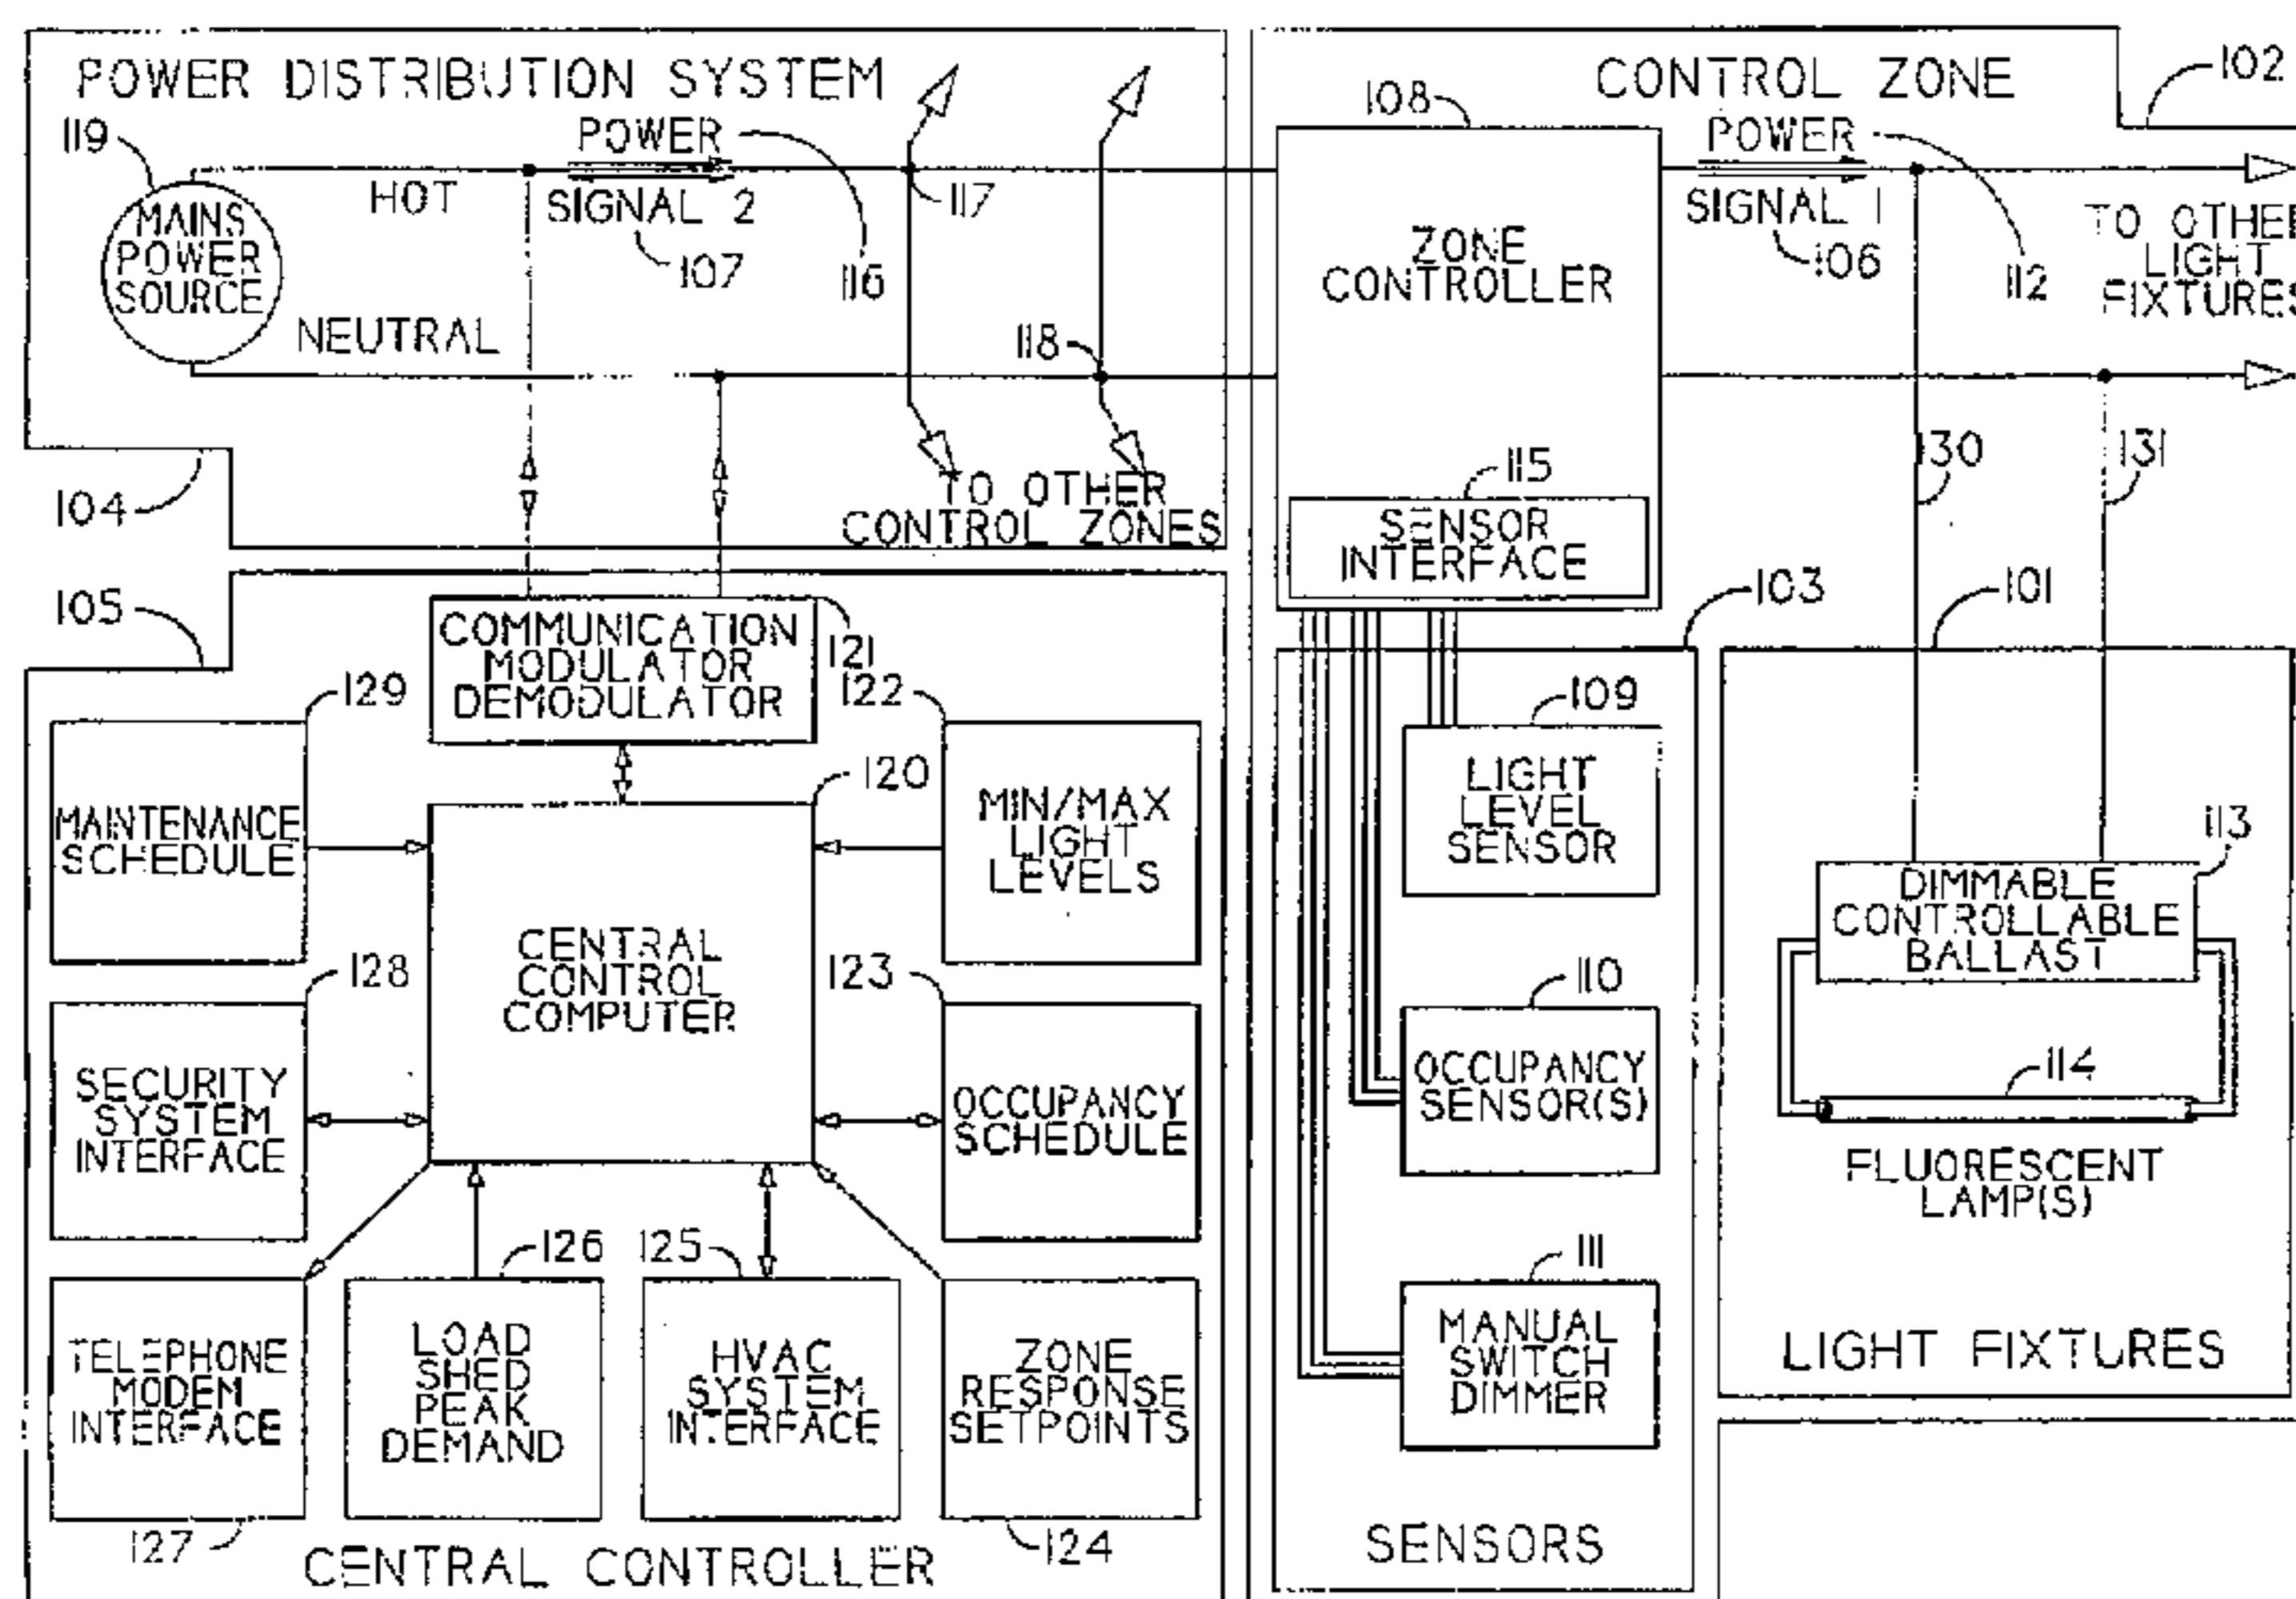 POWER DISTRIBUTION SYSTEM
119
POWER
HOT
SIGNAL 2
107
116
117
MAINS
POWER
SOURCE
NEUTRAL
118
104
TO OTHER
CONTROL ZONES
CONTROL ZONE
102
108
ZONE
CONTROLLER
POWER
SIGNAL 1
106
112
TO OTHER
LIGHT
FIXTURES
115
SENSOR
INTERFACE
130
131
105
COMMUNICATION
MODULATOR
DEMODULATOR
121
129
122
MAINTENANCE
SCHEDULE
120
MIN/MAX
LIGHT
LEVELS
CENTRAL
CONTROL
COMPUTER
128
123
SECURITY
SYSTEM
INTERFACE
OCCUPANCY
SCHEDULE
126
125
TELEPHONE
MODEM
INTERFACE
LOAD
SHED
PEAK
DEMAND
HVAC
SYSTEM
INTERFACE
ZONE
RESPONSE
SETPOINTS
127
124
CENTRAL CONTROLLER
103
109
LIGHT
LEVEL
SENSOR
110
OCCUPANCY
SENSOR(S)
111
MANUAL
SWITCH
DIMMER
SENSORS
101
113
DIMMABLE
CONTROLLABLE
BALLAST
114
FLUORESCENT
LAMP(S)
LIGHT FIXTURES